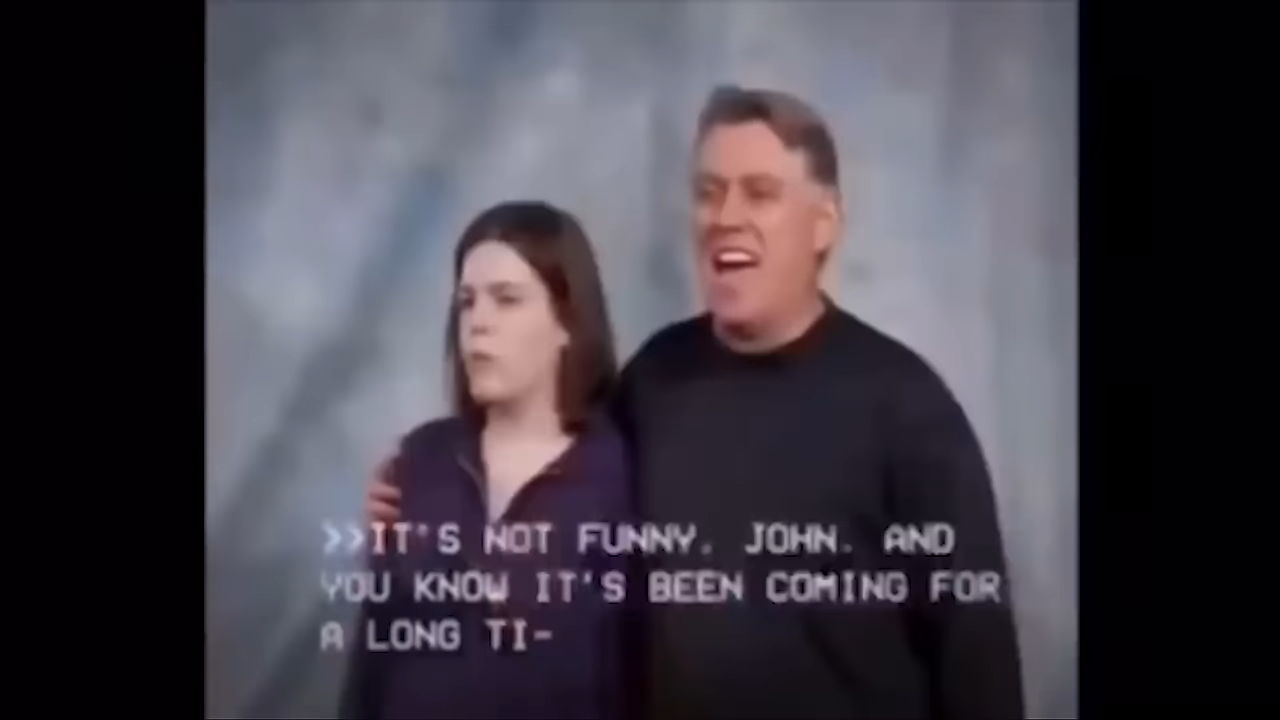 >>IT'S NOT FUNNY, JOHN. AND
YOU KNOW IT'S BEEN COMING FOR
A LONG TI-